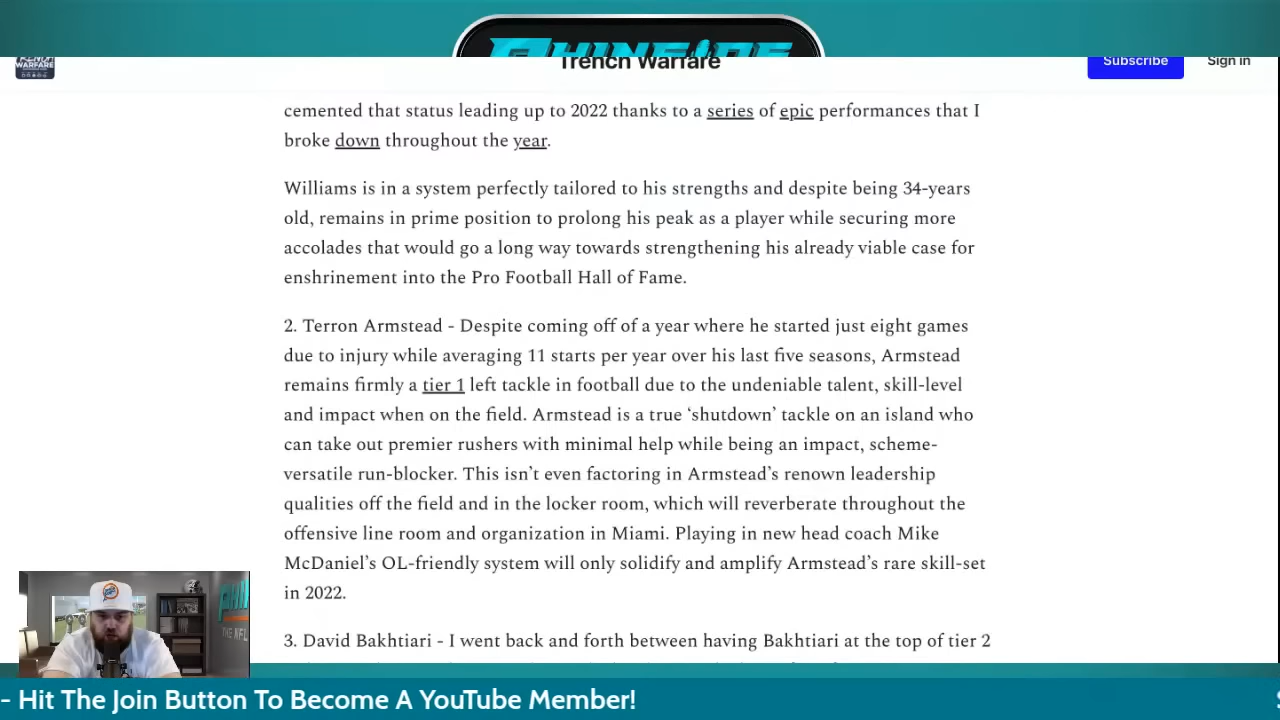 PHINSIDE
TRENCH
WARFARE
Trench Warfare
Subscribe
Sign in
cemented that status leading up to 2022 thanks to a series of epic performances that I
broke down throughout the year.
Williams is in a system perfectly tailored to his strengths and despite being 34-years
old, remains in prime position to prolong his peak as a player while securing more
accolades that would go a long way towards strengthening his already viable case for
enshrinement into the Pro Football Hall of Fame.
2. Terron Armstead - Despite coming off of a year where he started just eight games
due to injury while averaging 11 starts per year over his last five seasons, Armstead
remains firmly a tier 1 left tackle in football due to the undeniable talent, skill-level
and impact when on the field. Armstead is a true ‘shutdown’ tackle on an island who
can take out premier rushers with minimal help while being an impact, scheme-
versatile run-blocker. This isn’t even factoring in Armstead’s renown leadership
qualities off the field and in the locker room, which will reverberate throughout the
offensive line room and organization in Miami. Playing in new head coach Mike
McDaniel’s OL-friendly system will only solidify and amplify Armstead’s rare skill-set
in 2022.
3. David Bakhtiari - I went back and forth between having Bakhtiari at the top of tier 2
PHIN
THE NFL
- Hit The Join Button To Become A YouTube Member!